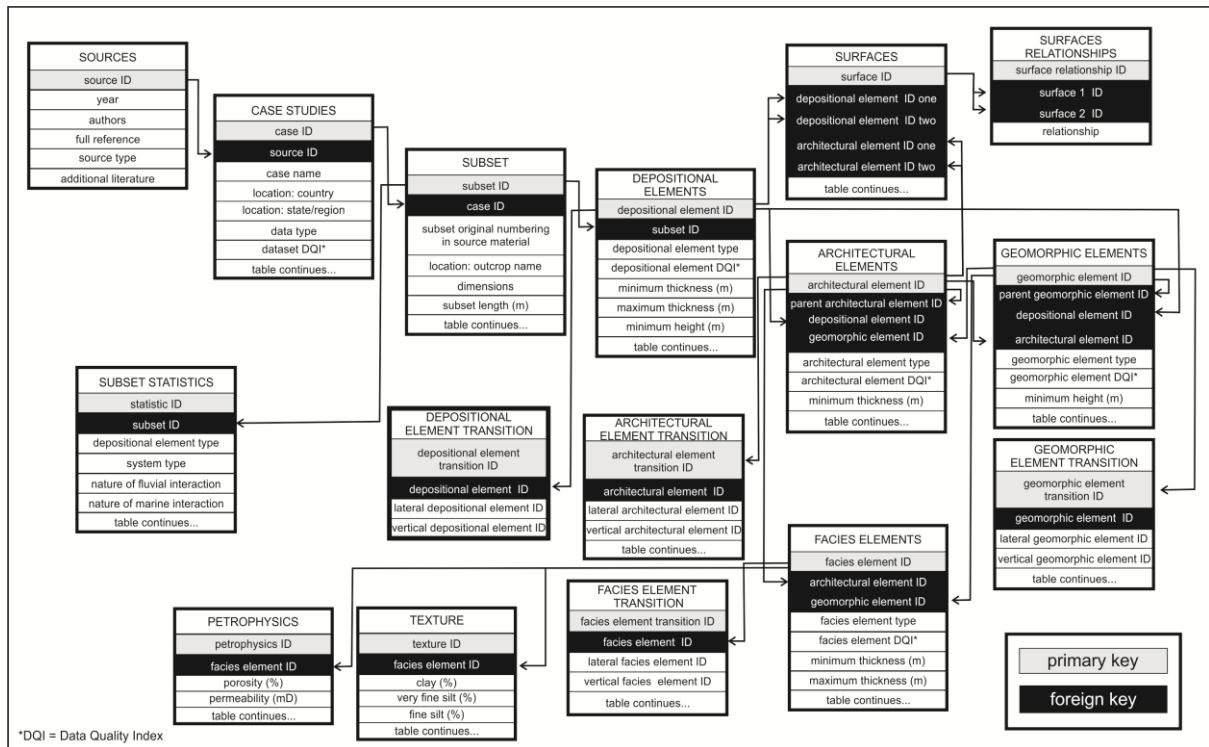 SOURCES
source ID
year
authors
full reference
source type
additional literature
CASE STUDIES
case ID
source ID
case name
location: country
location: state/region
data type
dataset DQI*
table continues...
SUBSET
subset ID
case ID
subset original numbering
in source material
location: outcrop name
dimensions
subset length (m)
table continues...
DEPOSITIONAL
ELEMENTS
depositional element ID
subset ID
depositional element type
depositional element DQI*
minimum thickness (m)
maximum thickness (m)
minimum height (m)
table continues...
SURFACES
surface ID
depositional element ID one
depositional element ID two
architectural element ID one
architectural element ID two
table continues...
SURFACES
RELATIONSHIPS
surface relationship ID
surface 1 ID
surface 2 ID
relationship
ARCHITECTURAL
ELEMENTS
architectural element ID
parent architectural element ID
depositional element ID
geomorphic element ID
architectural element type
architectural element DQI*
minimum thickness (m)
table continues...
GEOMORPHIC ELEMENTS
geomorphic element ID
parent geomorphic element ID
depositional element ID
architectural element ID
geomorphic element type
geomorphic element DQI*
minimum height (m)
table continues...
SUBSET STATISTICS
statistic ID
subset ID
depositional element type
system type
nature of fluvial interaction
nature of marine interaction
table continues...
DEPOSITIONAL
ELEMENT TRANSITION
depositional element
transition ID
depositional element ID
lateral depositional element ID
vertical depositional element ID
ARCHITECTURAL
ELEMENT TRANSITION
architectural element
transition ID
architectural element ID
lateral architectural element ID
vertical architectural element ID
table continues...
GEOMORPHIC
ELEMENT TRANSITION
geomorphic element
transition ID
geomorphic element ID
lateral geomorphic element ID
vertical geomorphic element ID
table continues...
FACIES ELEMENTS
facies element ID
architectural element ID
geomorphic element ID
facies element type
facies element DQI*
minimum thickness (m)
maximum thickness (m)
table continues...
FACIES ELEMENT
TRANSITION
facies element transition ID
facies element ID
lateral facies element ID
vertical facies element ID
table continues...
PETROPHYSICS
petrophysics ID
facies element ID
porosity (%)
permeability (mD)
table continues...
TEXTURE
texture ID
facies element ID
clay (%)
very fine silt (%)
fine silt (%)
table continues...
primary key
foreign key
*DQI = Data Quality Index